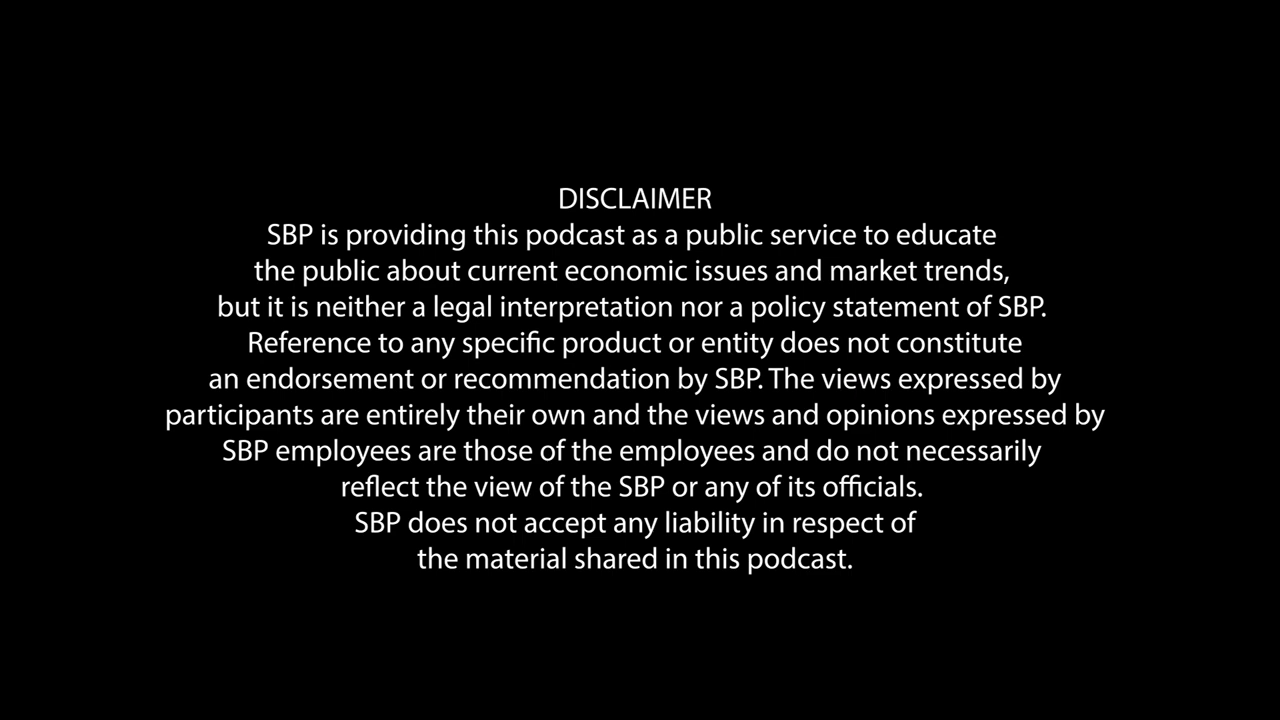 DISCLAIMER
SBP is providing this podcast as a public service to educate
the public about current economic issues and market trends,
but it is neither a legal interpretation nor a policy statement of SBP.
Reference to any specific product or entity does not constitute
an endorsement or recommendation by SBP. The views expressed by
participants are entirely their own and the views and opinions expressed by
SBP employees are those of the employees and do not necessarily
reflect the view of the SBP or any of its officials.
SBP does not accept any liability in respect of
the material shared in this podcast.